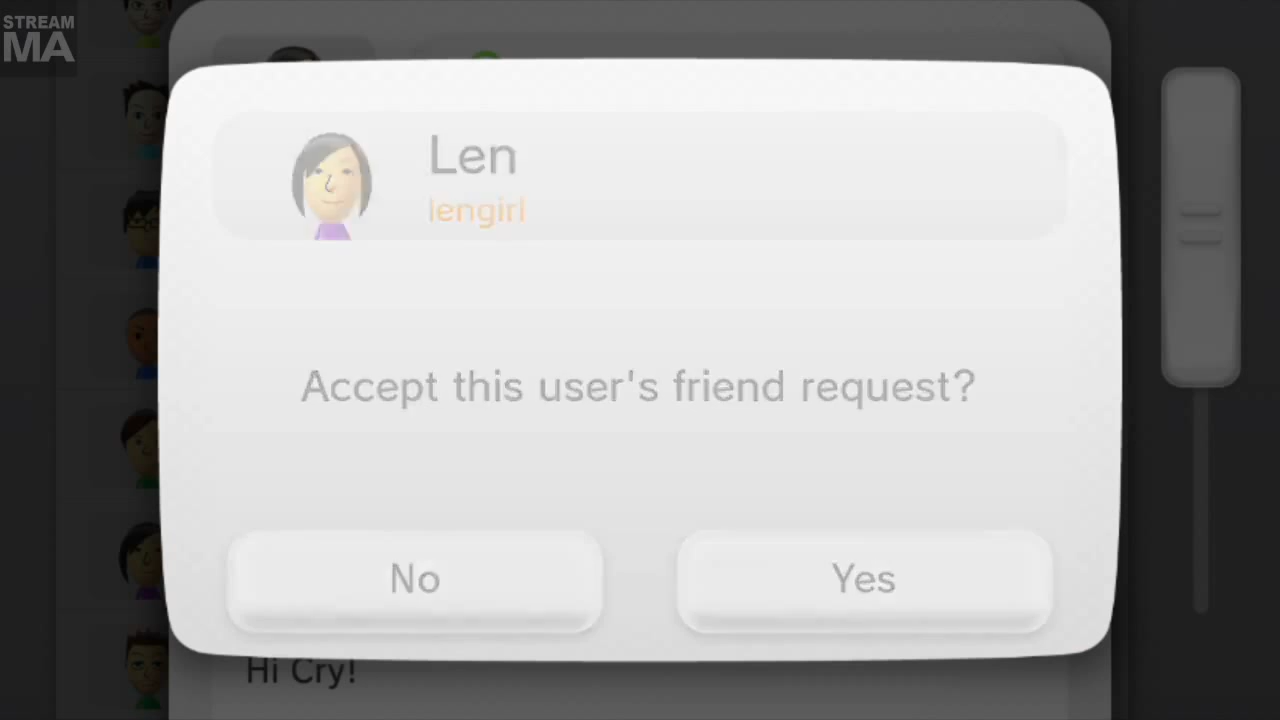 STREAM
MA
Len
lengirl
Accept this user's friend request?
No
Yes
Hi Cry!